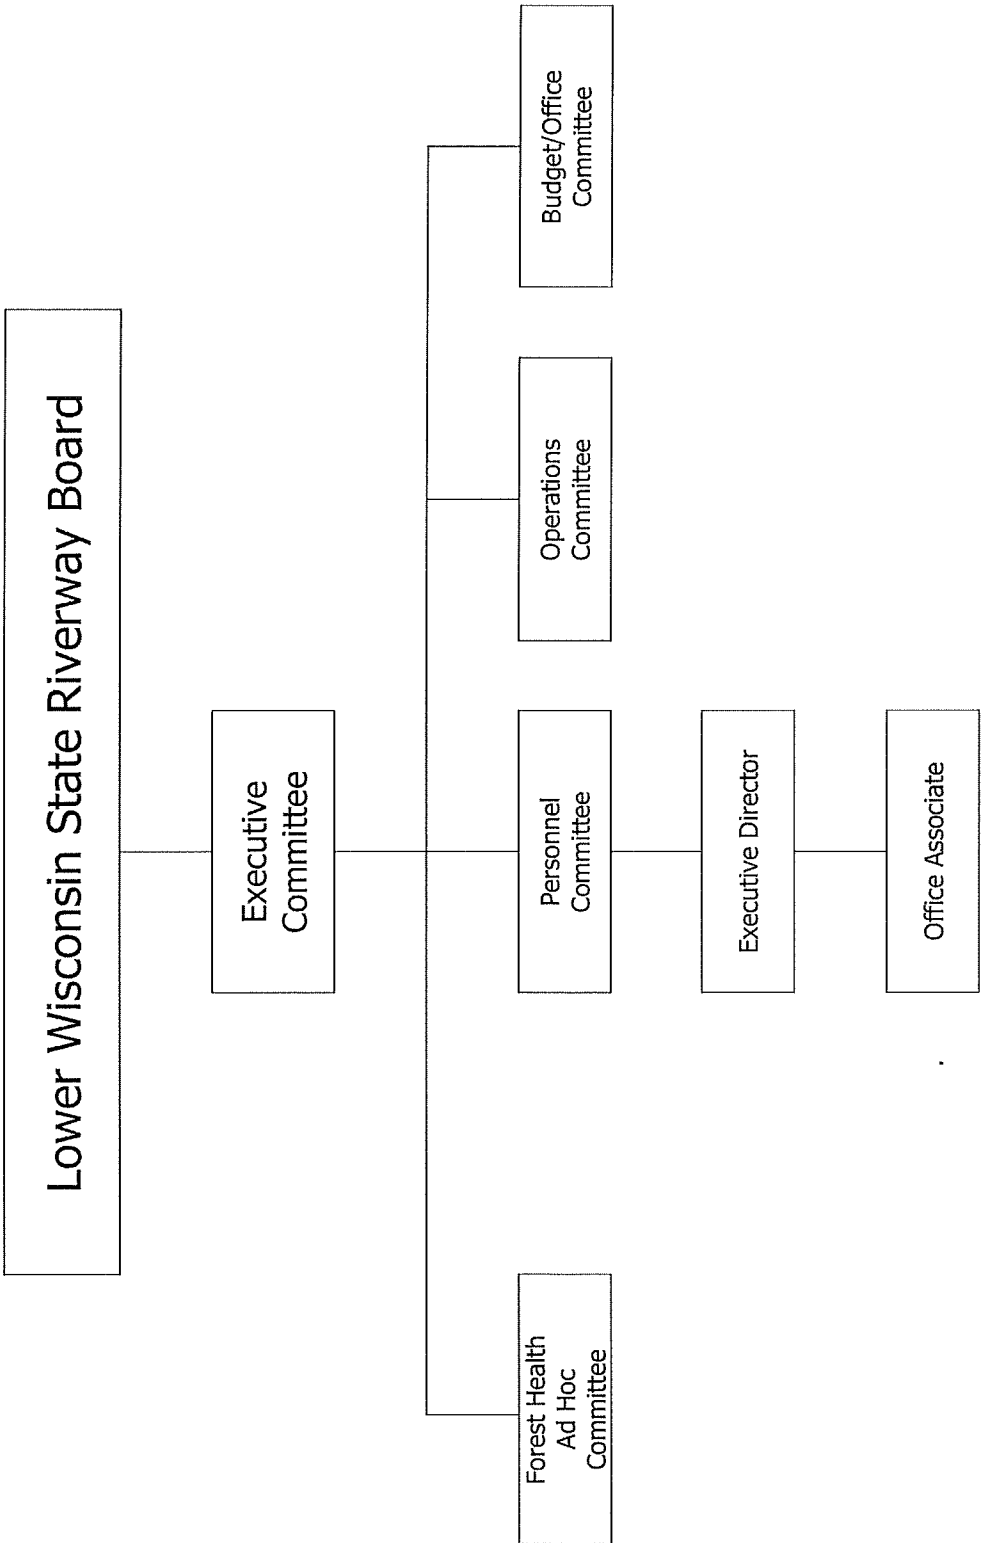 Lower Wisconsin State Riverway Board
Executive
Committee
Forest Health
Ad Hoc
Committee
Personnel
Committee
Operations
Committee
Budget/Office
Committee
Executive Director
Office Associate